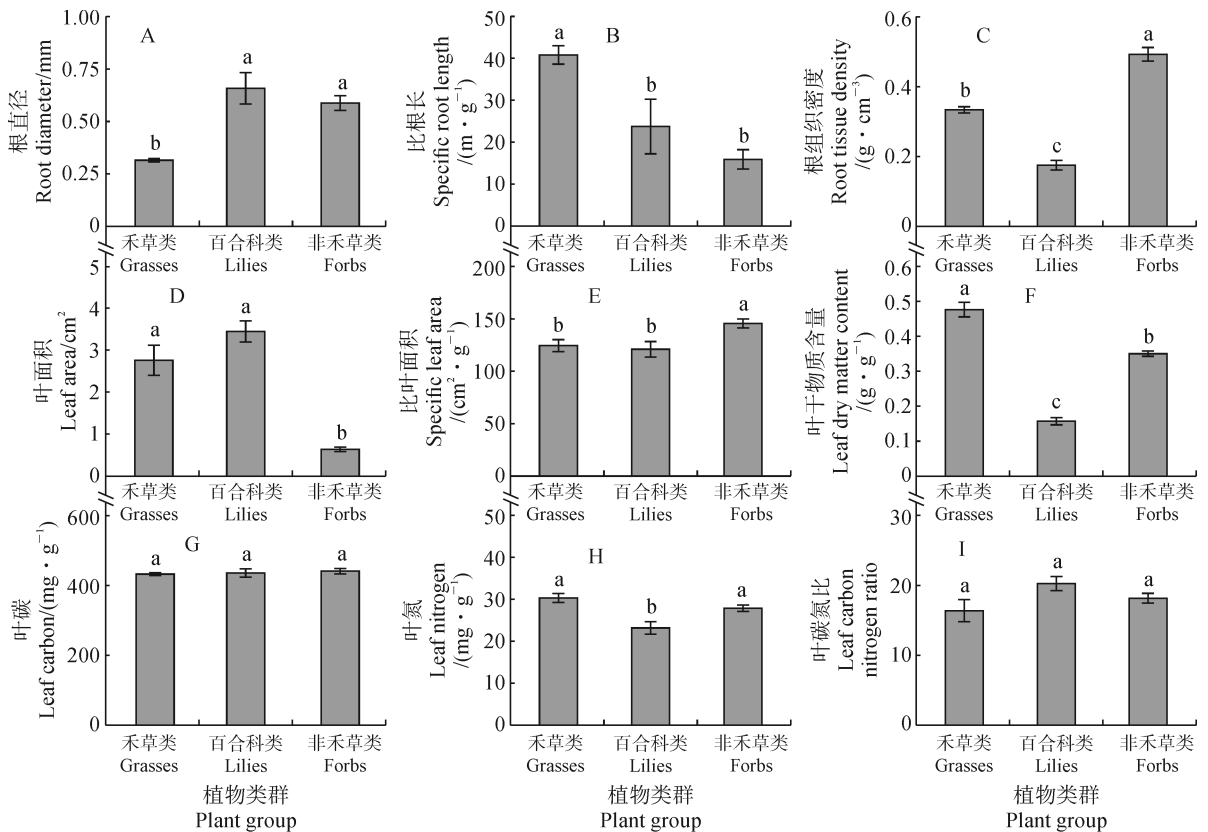 A
根直径
Root diameter/mm
1.00
0.75
0.50
0.25
0
b
a
a
禾草类
Grasses
百合科类
Lilies
非禾草类
Forbs
B
比根长
Specific root length
/(m·g⁻¹)
50
40
30
20
10
0
a
b
b
禾草类
Grasses
百合科类
Lilies
非禾草类
Forbs
C
根组织密度
Root tissue density
/(g·cm⁻³)
0.6
0.4
0.2
0
b
c
a
禾草类
Grasses
百合科类
Lilies
非禾草类
Forbs
D
叶面积
Leaf area/cm²
5
4
3
2
1
0
a
a
b
禾草类
Grasses
百合科类
Lilies
非禾草类
Forbs
E
比叶面积
Specific leaf area
/(cm²·g⁻¹)
200
150
100
50
0
b
b
a
禾草类
Grasses
百合科类
Lilies
非禾草类
Forbs
F
叶干物质含量
Leaf dry matter content
/(g·g⁻¹)
0.6
0.5
0.4
0.3
0.2
0.1
0
a
c
b
禾草类
Grasses
百合科类
Lilies
非禾草类
Forbs
G
叶碳
Leaf carbon/(mg·g⁻¹)
600
400
200
0
a
a
a
禾草类
Grasses
百合科类
Lilies
非禾草类
Forbs
植物类群
Plant group
H
叶氮
Leaf nitrogen
/(mg·g⁻¹)
50
40
30
20
10
0
a
b
a
禾草类
Grasses
百合科类
Lilies
非禾草类
Forbs
植物类群
Plant group
I
叶碳氮比
Leaf carbon
nitrogen ratio
30
20
10
0
a
a
a
禾草类
Grasses
百合科类
Lilies
非禾草类
Forbs
植物类群
Plant group